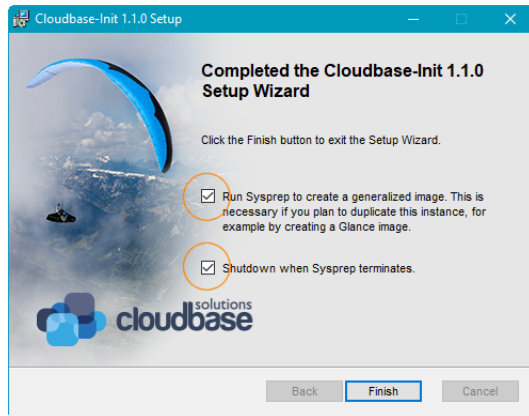 Cloudbase-Init 1.1.0 Setup
Completed the Cloudbase-Init 1.1.0
Setup Wizard
Click the Finish button to exit the Setup Wizard.
Run Sysprep to create a generalized image. This is
necessary if you plan to duplicate this instance, for
example by creating a Glance image.
Shutdown when Sysprep terminates.
solutions
cloudbase
Back
Finish
Cancel